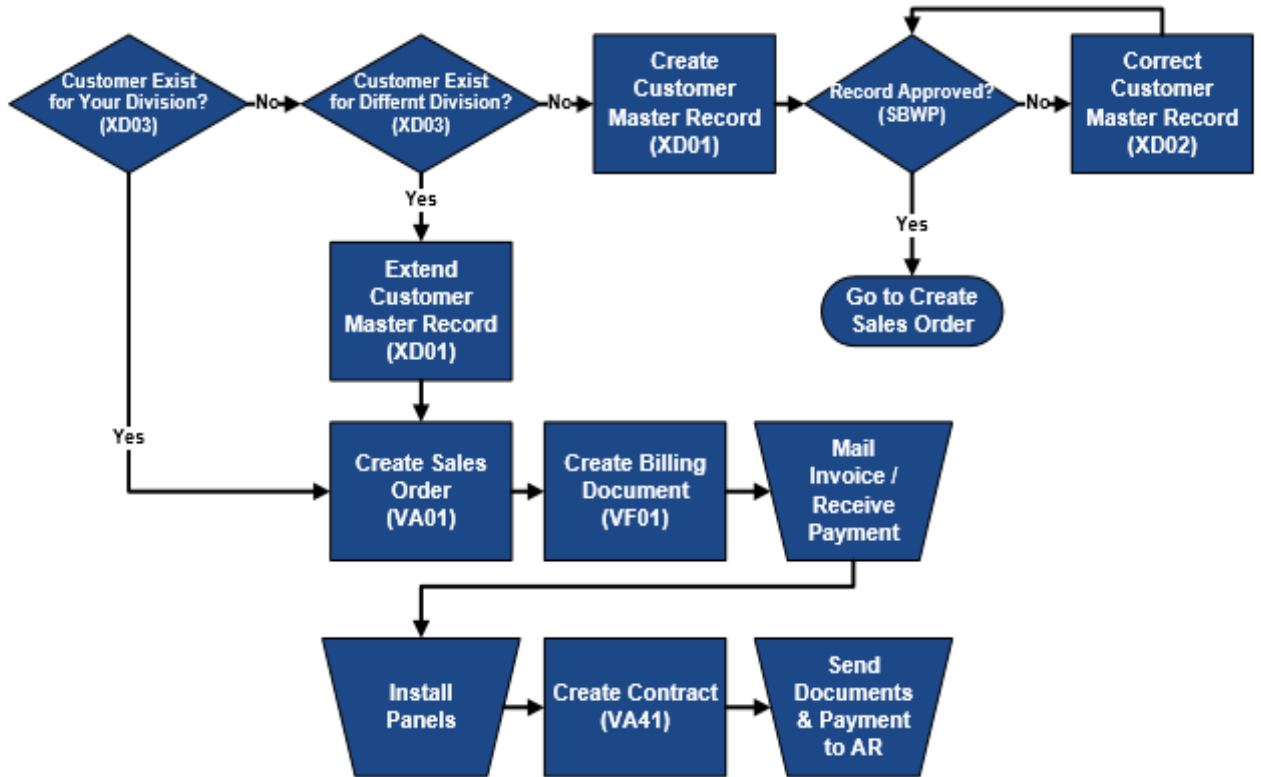 Customer Exist
for Your Division?
(XD03)
No
Customer Exist
for Differnt Division?
(XD03)
No
Create
Customer
Master Record
(XD01)
Record Approved?
(SBWP)
No
Correct
Customer
Master Record
(XD02)
Yes
Yes
Extend
Customer
Master Record
(XD01)
Go to Create
Sales Order
Yes
Create Sales
Order
(VA01)
Create Billing
Document
(VF01)
Mail
Invoice /
Receive
Payment
Install
Panels
Create Contract
(VA41)
Send
Documents
& Payment
to AR